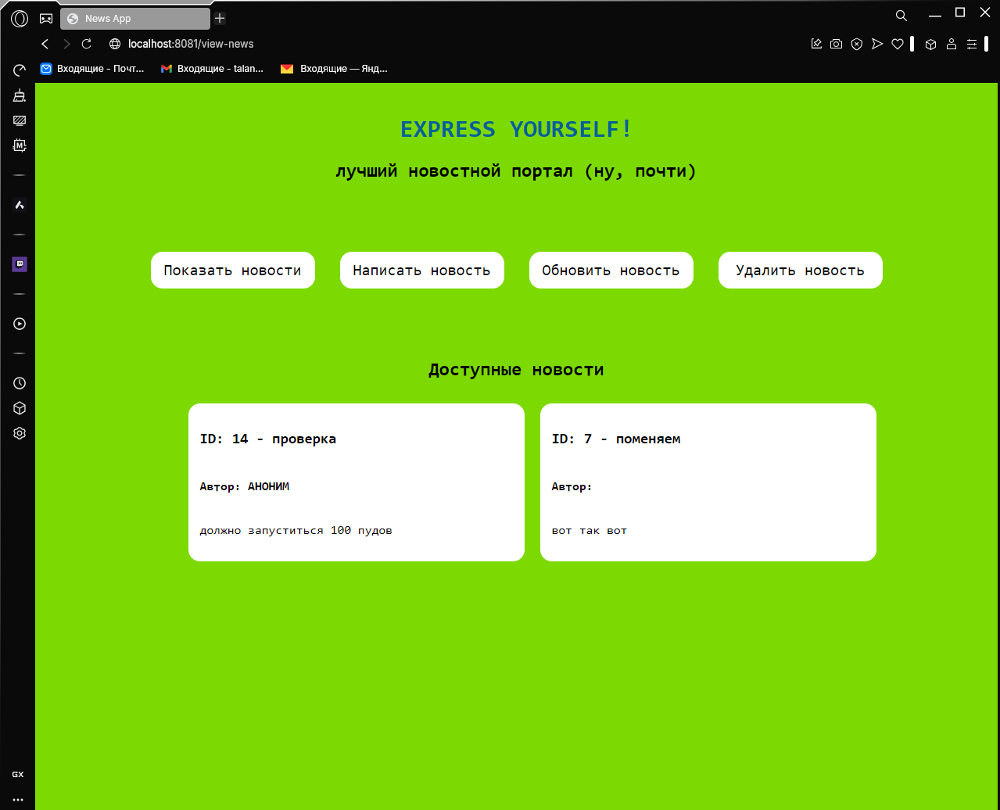 News App
localhost:8081/view-news
Входящие - Почт... Входящие - talan... Входящие — Янд...
EXPRESS YOURSELF!
лучший новостной портал (ну, почти)
Показать новости Написать новость Обновить новость Удалить новость
Доступные новости
ID: 14 - проверка
Автор: АНОНИМ
должно запуститься 100 пудов
ID: 7 - поменяем
Автор:
вот так вот
GX